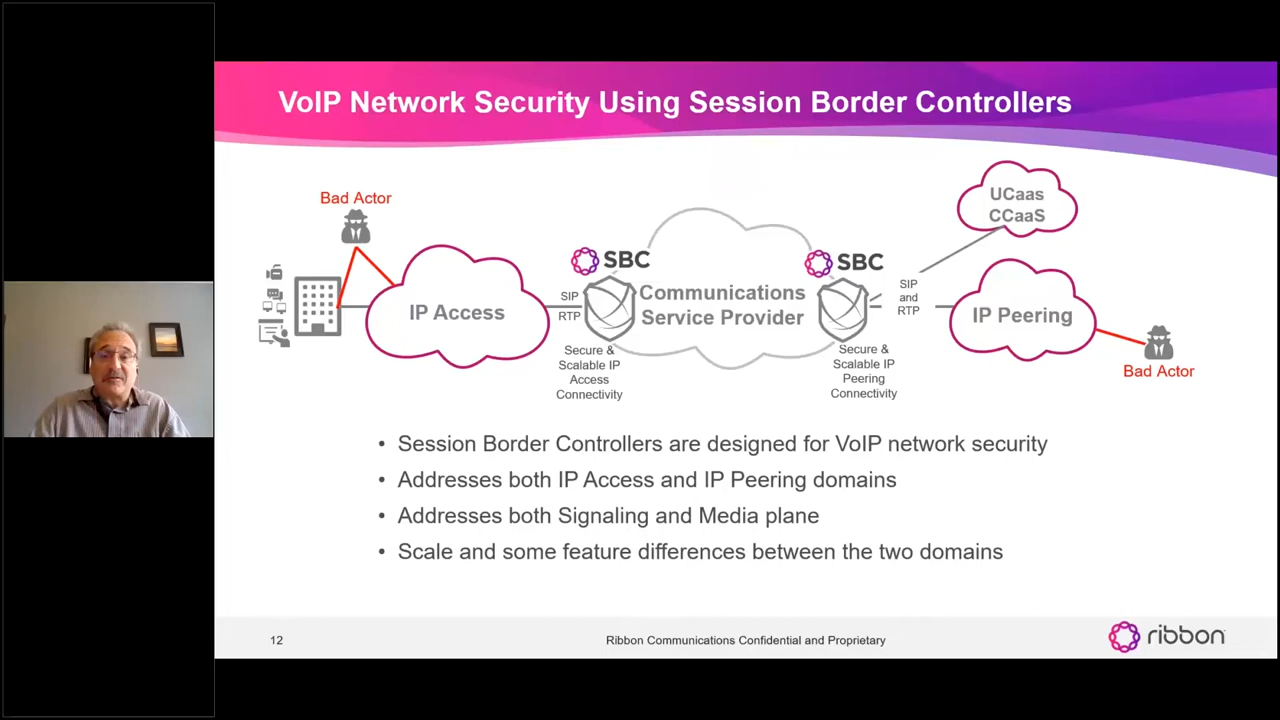 VoIP Network Security Using Session Border Controllers
Bad Actor
UCaas
CCaaS
SBC
SBC
IP Access
SIP
RTP
Communications
Service Provider
SIP
and
RTP
IP Peering
Secure &
Scalable IP
Access
Connectivity
Secure &
Scalable IP
Peering
Connectivity
Bad Actor
• Session Border Controllers are designed for VoIP network security
• Addresses both IP Access and IP Peering domains
• Addresses both Signaling and Media plane
• Scale and some feature differences between the two domains
12
Ribbon Communications Confidential and Proprietary
ribbon